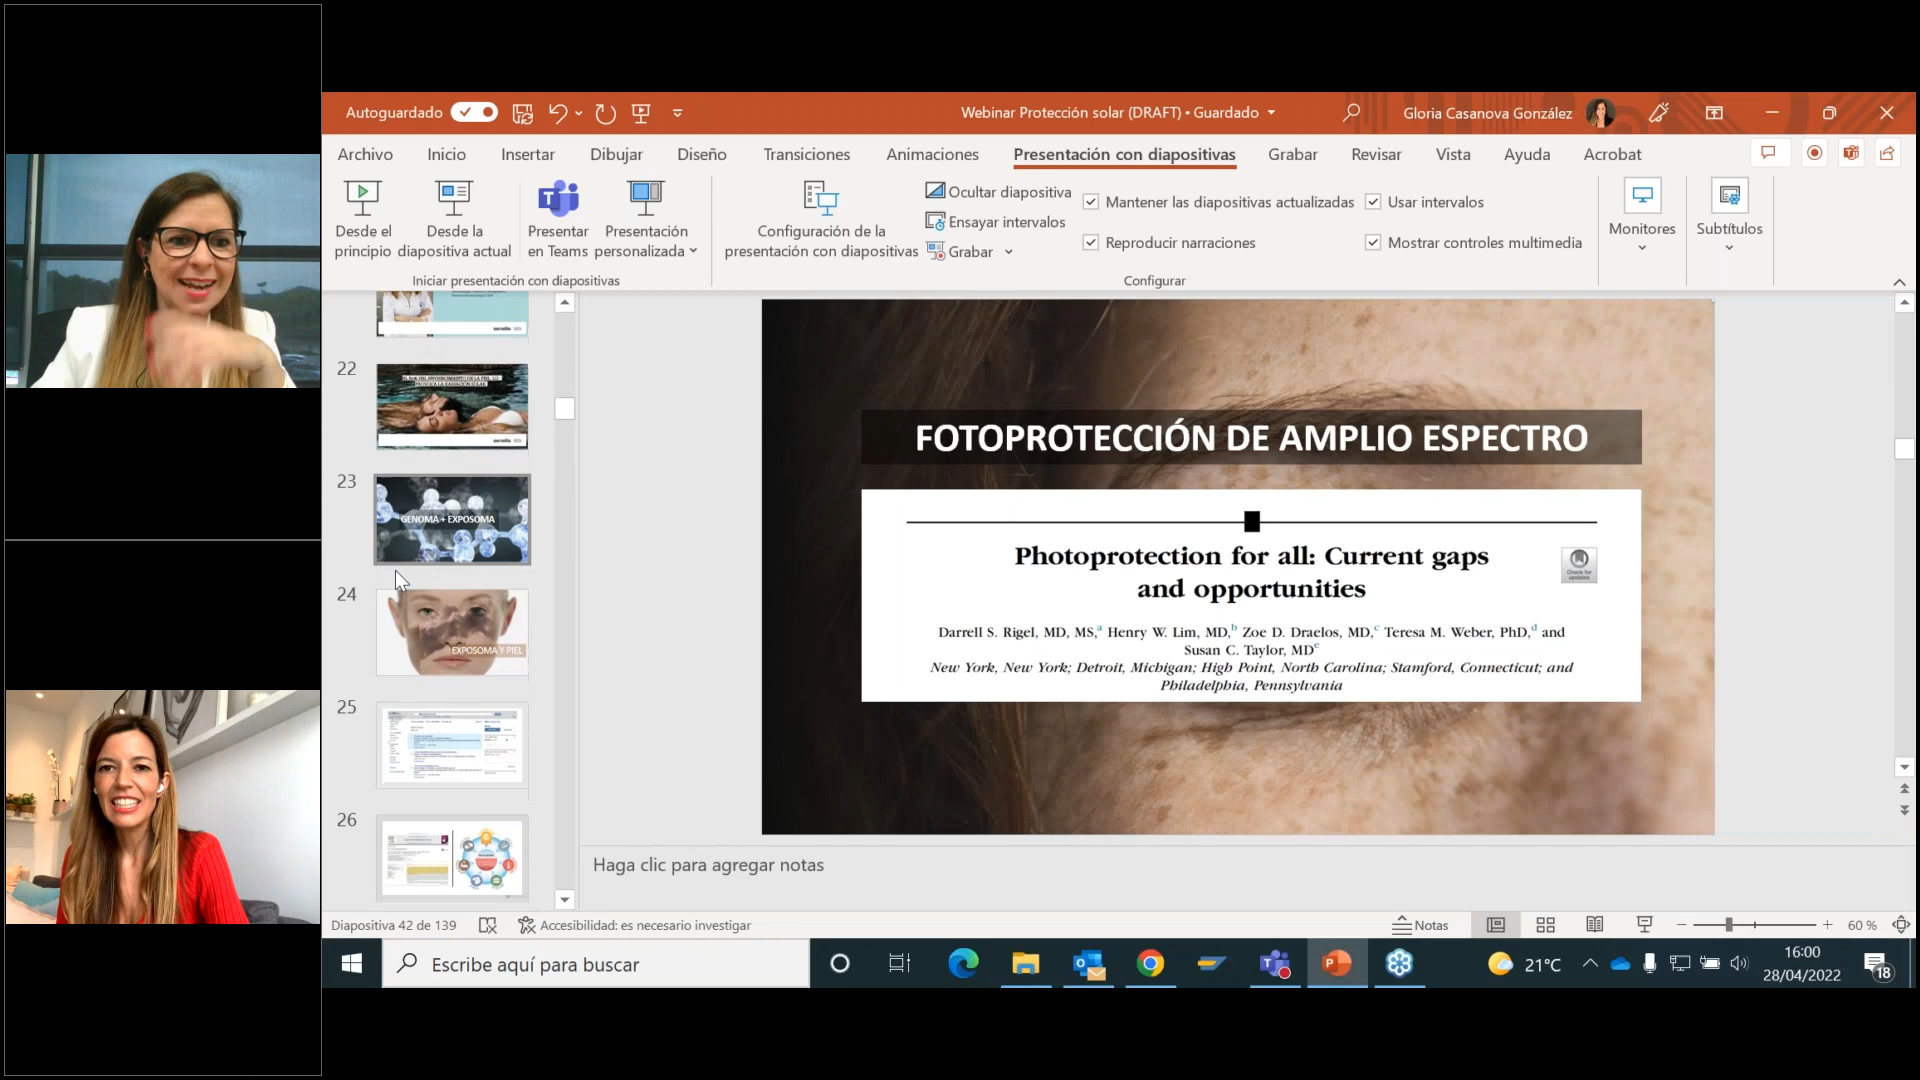 Autoguardado
Webinar Protección solar (DRAFT) • Guardado
Gloria Casanova González
Archivo
Inicio
Insertar
Dibujar
Diseño
Transiciones
Animaciones
Presentación con diapositivas
Grabar
Revisar
Vista
Ayuda
Acrobat
Desde el
principio
Desde la
diapositiva actual
Presentar
en Teams
Presentación
personalizada
Iniciar presentación con diapositivas
Configuración de la
presentación con diapositivas
Ocultar diapositiva
Ensayar intervalos
Grabar
Mantener las diapositivas actualizadas
Reproducir narraciones
Usar intervalos
Mostrar controles multimedia
Configurar
Monitores
Subtítulos
22
23
GENOMA + EXPOSOMA
24
EXPOSOMA Y PIEL
25
26
FOTOPROTECCIÓN DE AMPLIO ESPECTRO
Photoprotection for all: Current gaps
and opportunities
Check for
updates
Darrell S. Rigel, MD, MS,a Henry W. Lim, MD,b Zoe D. Draelos, MD,c Teresa M. Weber, PhD,d and
Susan C. Taylor, MDe
New York, New York; Detroit, Michigan; High Point, North Carolina; Stamford, Connecticut; and
Philadelphia, Pennsylvania
Haga clic para agregar notas
Diapositiva 42 de 139
Accesibilidad: es necesario investigar
Notas
60 %
Escribe aquí para buscar
21°C
16:00
28/04/2022
18